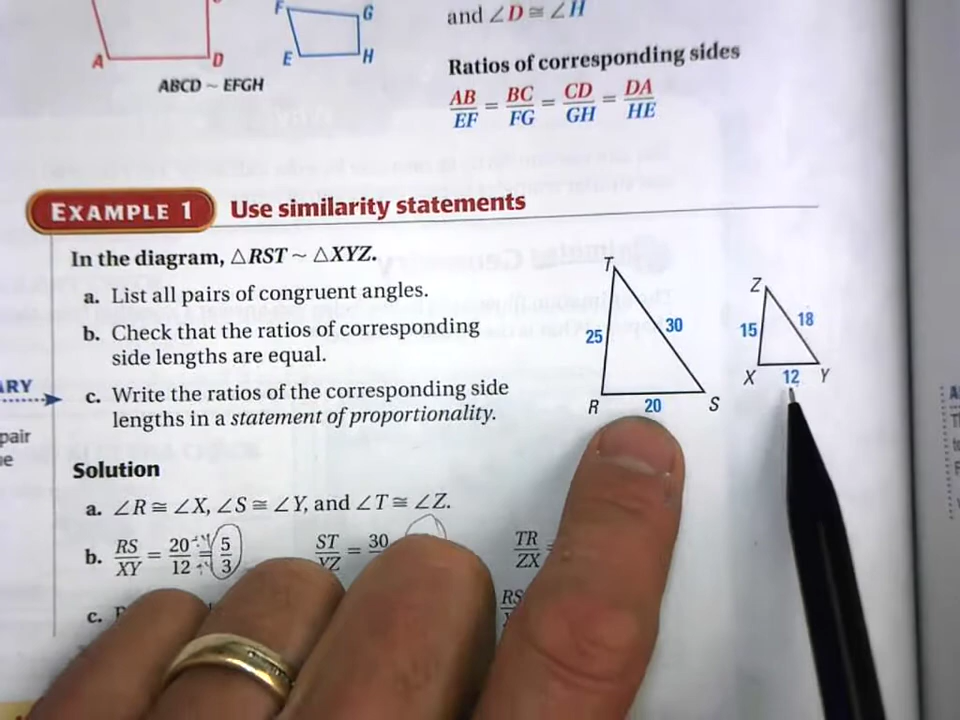 F G
A D E H
ABCD ~ EFGH
and ∠D ≅ ∠H
Ratios of corresponding sides
AB/EF = BC/FG = CD/GH = DA/HE
EXAMPLE 1 Use similarity statements
In the diagram, △RST ~ △XYZ.
a. List all pairs of congruent angles.
b. Check that the ratios of corresponding
side lengths are equal.
c. Write the ratios of the corresponding side
lengths in a statement of proportionality.
T
25 30
R 20 S
Z
15 18
X 12 Y
ARY
pair
Solution
a. ∠R ≅ ∠X, ∠S ≅ ∠Y, and ∠T ≅ ∠Z.
b. RS/XY = 20/12 = 5/3 ST/YZ = 30 TR/ZX =
c. RS